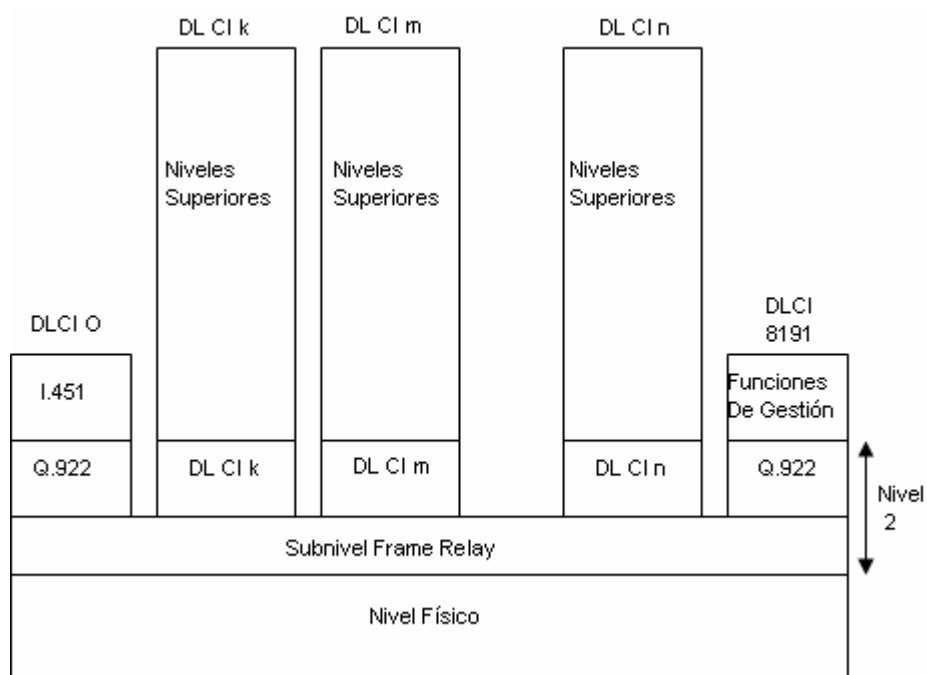 DL CI k
DL CI m
DL CI n
Niveles
Superiores
Niveles
Superiores
Niveles
Superiores
DLCI O
DLCI
8191
I.451
Funciones
De Gestión
Q.922
DL CI k
DL CI m
DL CI n
Q.922
Nivel
2
Subnivel Frame Relay
Nivel Físico